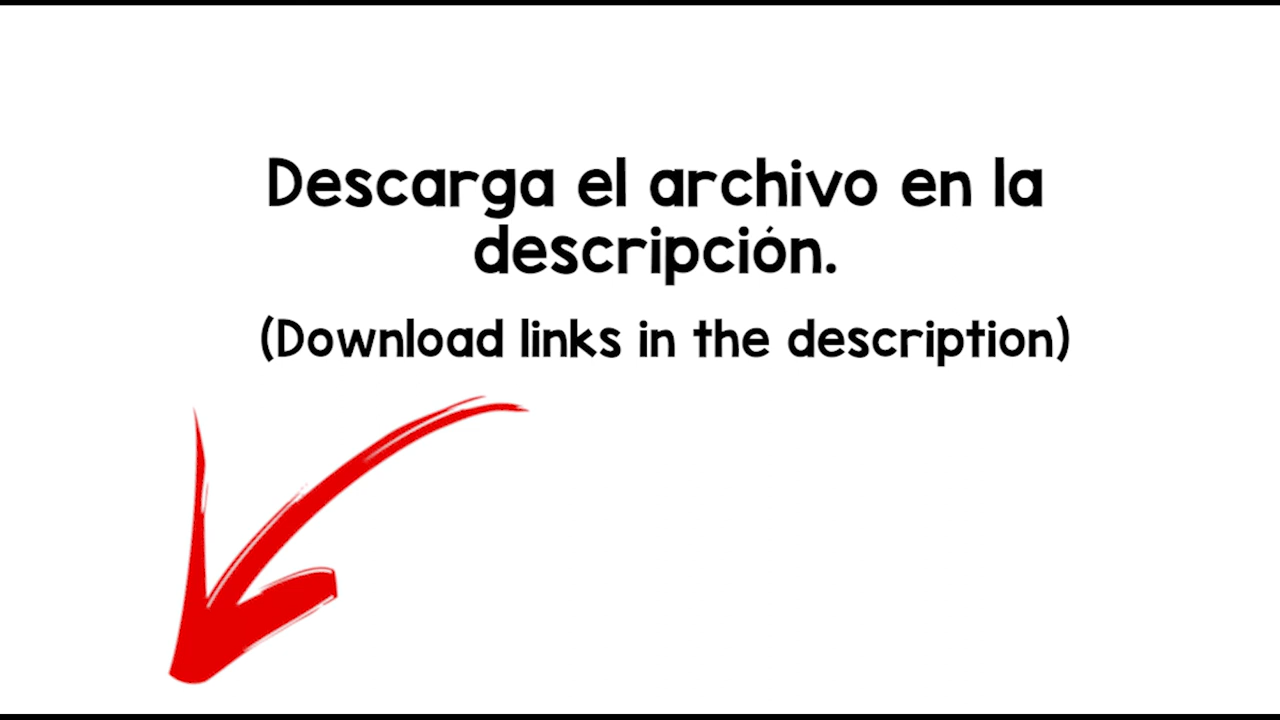 Descarga el archivo en la
descripción.
(Download links in the description)